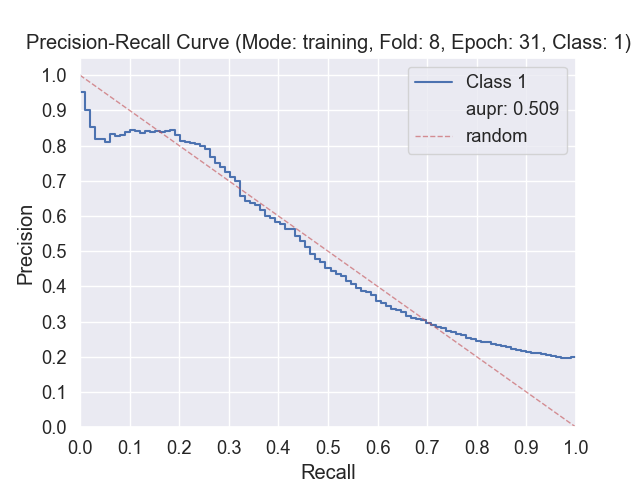 Precision-Recall Curve (Mode: training, Fold: 8, Epoch: 31, Class: 1)
1.0
0.9
0.8
0.7
0.6
0.5
0.4
0.3
0.2
0.1
0.0
Precision
Class 1
aupr: 0.509
random
0.0 0.1 0.2 0.3 0.4 0.5 0.6 0.7 0.8 0.9 1.0
Recall